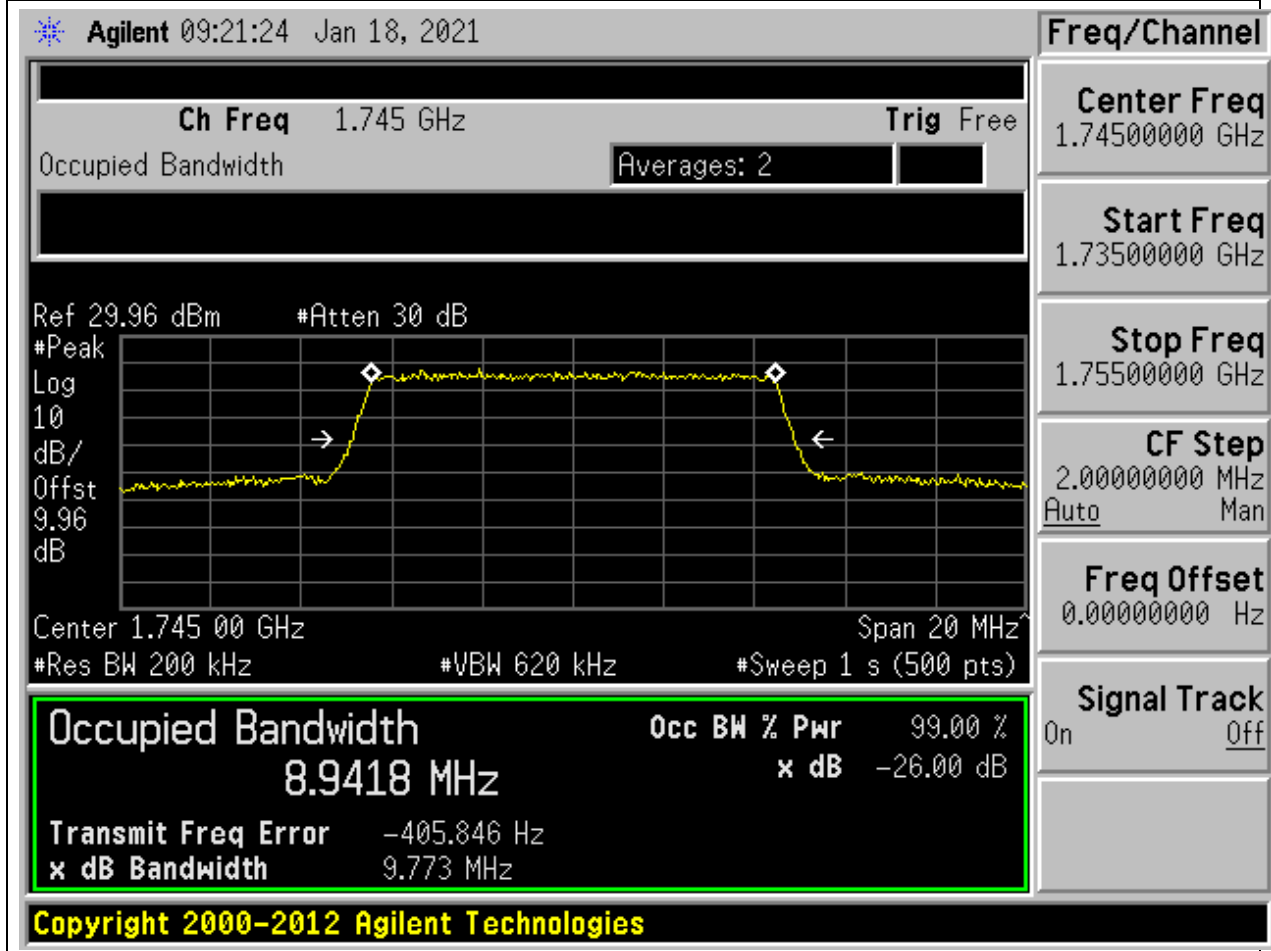 Agilent 09:21:24 Jan 18, 2021
Freq/Channel
Ch Freq 1.745 GHz
Trig Free
Occupied Bandwidth
Averages: 2
Ref 29.96 dBm #Atten 30 dB
#Peak
Log
10
dB/
Offst
9.96
dB
Center 1.745 00 GHz
Span 20 MHz^
#Res BW 200 kHz #VBW 620 kHz #Sweep 1 s (500 pts)
Occupied Bandwidth
8.9418 MHz
Occ BW % Pwr 99.00 %
x dB -26.00 dB
Transmit Freq Error -405.846 Hz
x dB Bandwidth 9.773 MHz
Center Freq
1.74500000 GHz
Start Freq
1.73500000 GHz
Stop Freq
1.75500000 GHz
CF Step
2.00000000 MHz
Auto Man
Freq Offset
0.00000000 Hz
Signal Track
On Off
Copyright 2000-2012 Agilent Technologies